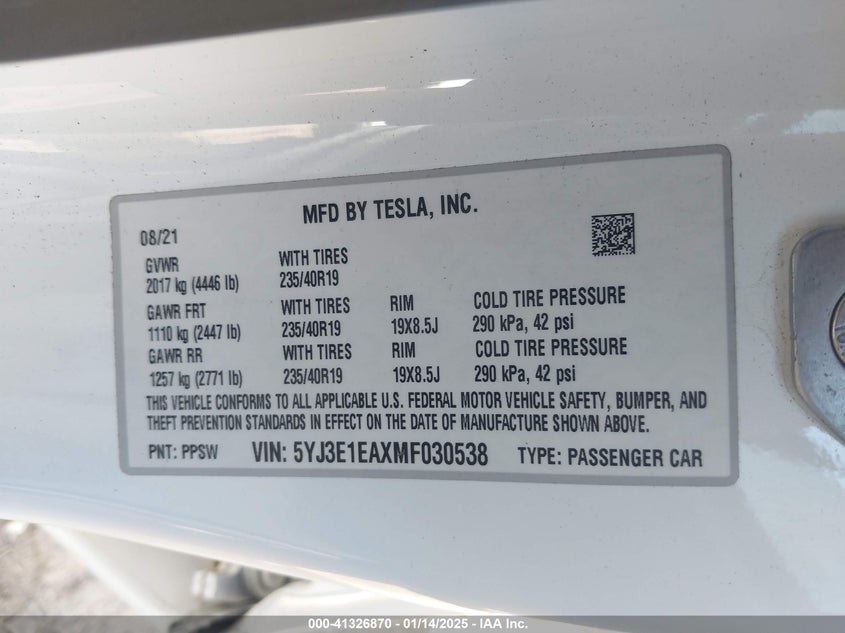 MFD BY TESLA, INC.
08/21
GVWR WITH TIRES
2017 kg (4446 lb) 235/40R19
GAWR FRT WITH TIRES RIM COLD TIRE PRESSURE
1110 kg (2447 lb) 235/40R19 19X8.5J 290 kPa, 42 psi
GAWR RR WITH TIRES RIM COLD TIRE PRESSURE
1257 kg (2771 lb) 235/40R19 19X8.5J 290 kPa, 42 psi
THIS VEHICLE CONFORMS TO ALL APPLICABLE U.S. FEDERAL MOTOR VEHICLE SAFETY, BUMPER, AND
THEFT PREVENTION STANDARDS IN EFFECT ON THE DATE OF MANUFACTURE SHOWN ABOVE.
PNT: PPSW VIN: 5YJ3E1EAXMF030538 TYPE: PASSENGER CAR
000-41326870 — 01/14/2025 — IAA Inc.